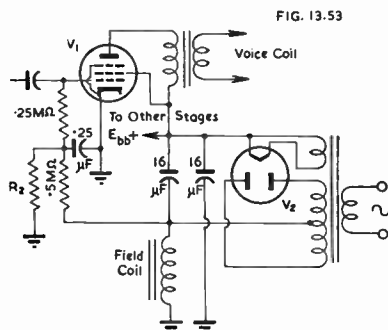 FIG. 13.53
V1
Voice Coil
.25MΩ
To Other Stages
Ebb+
.25
μF
R2
.5MΩ
16
μF
16
μF
V2
Field
Coil